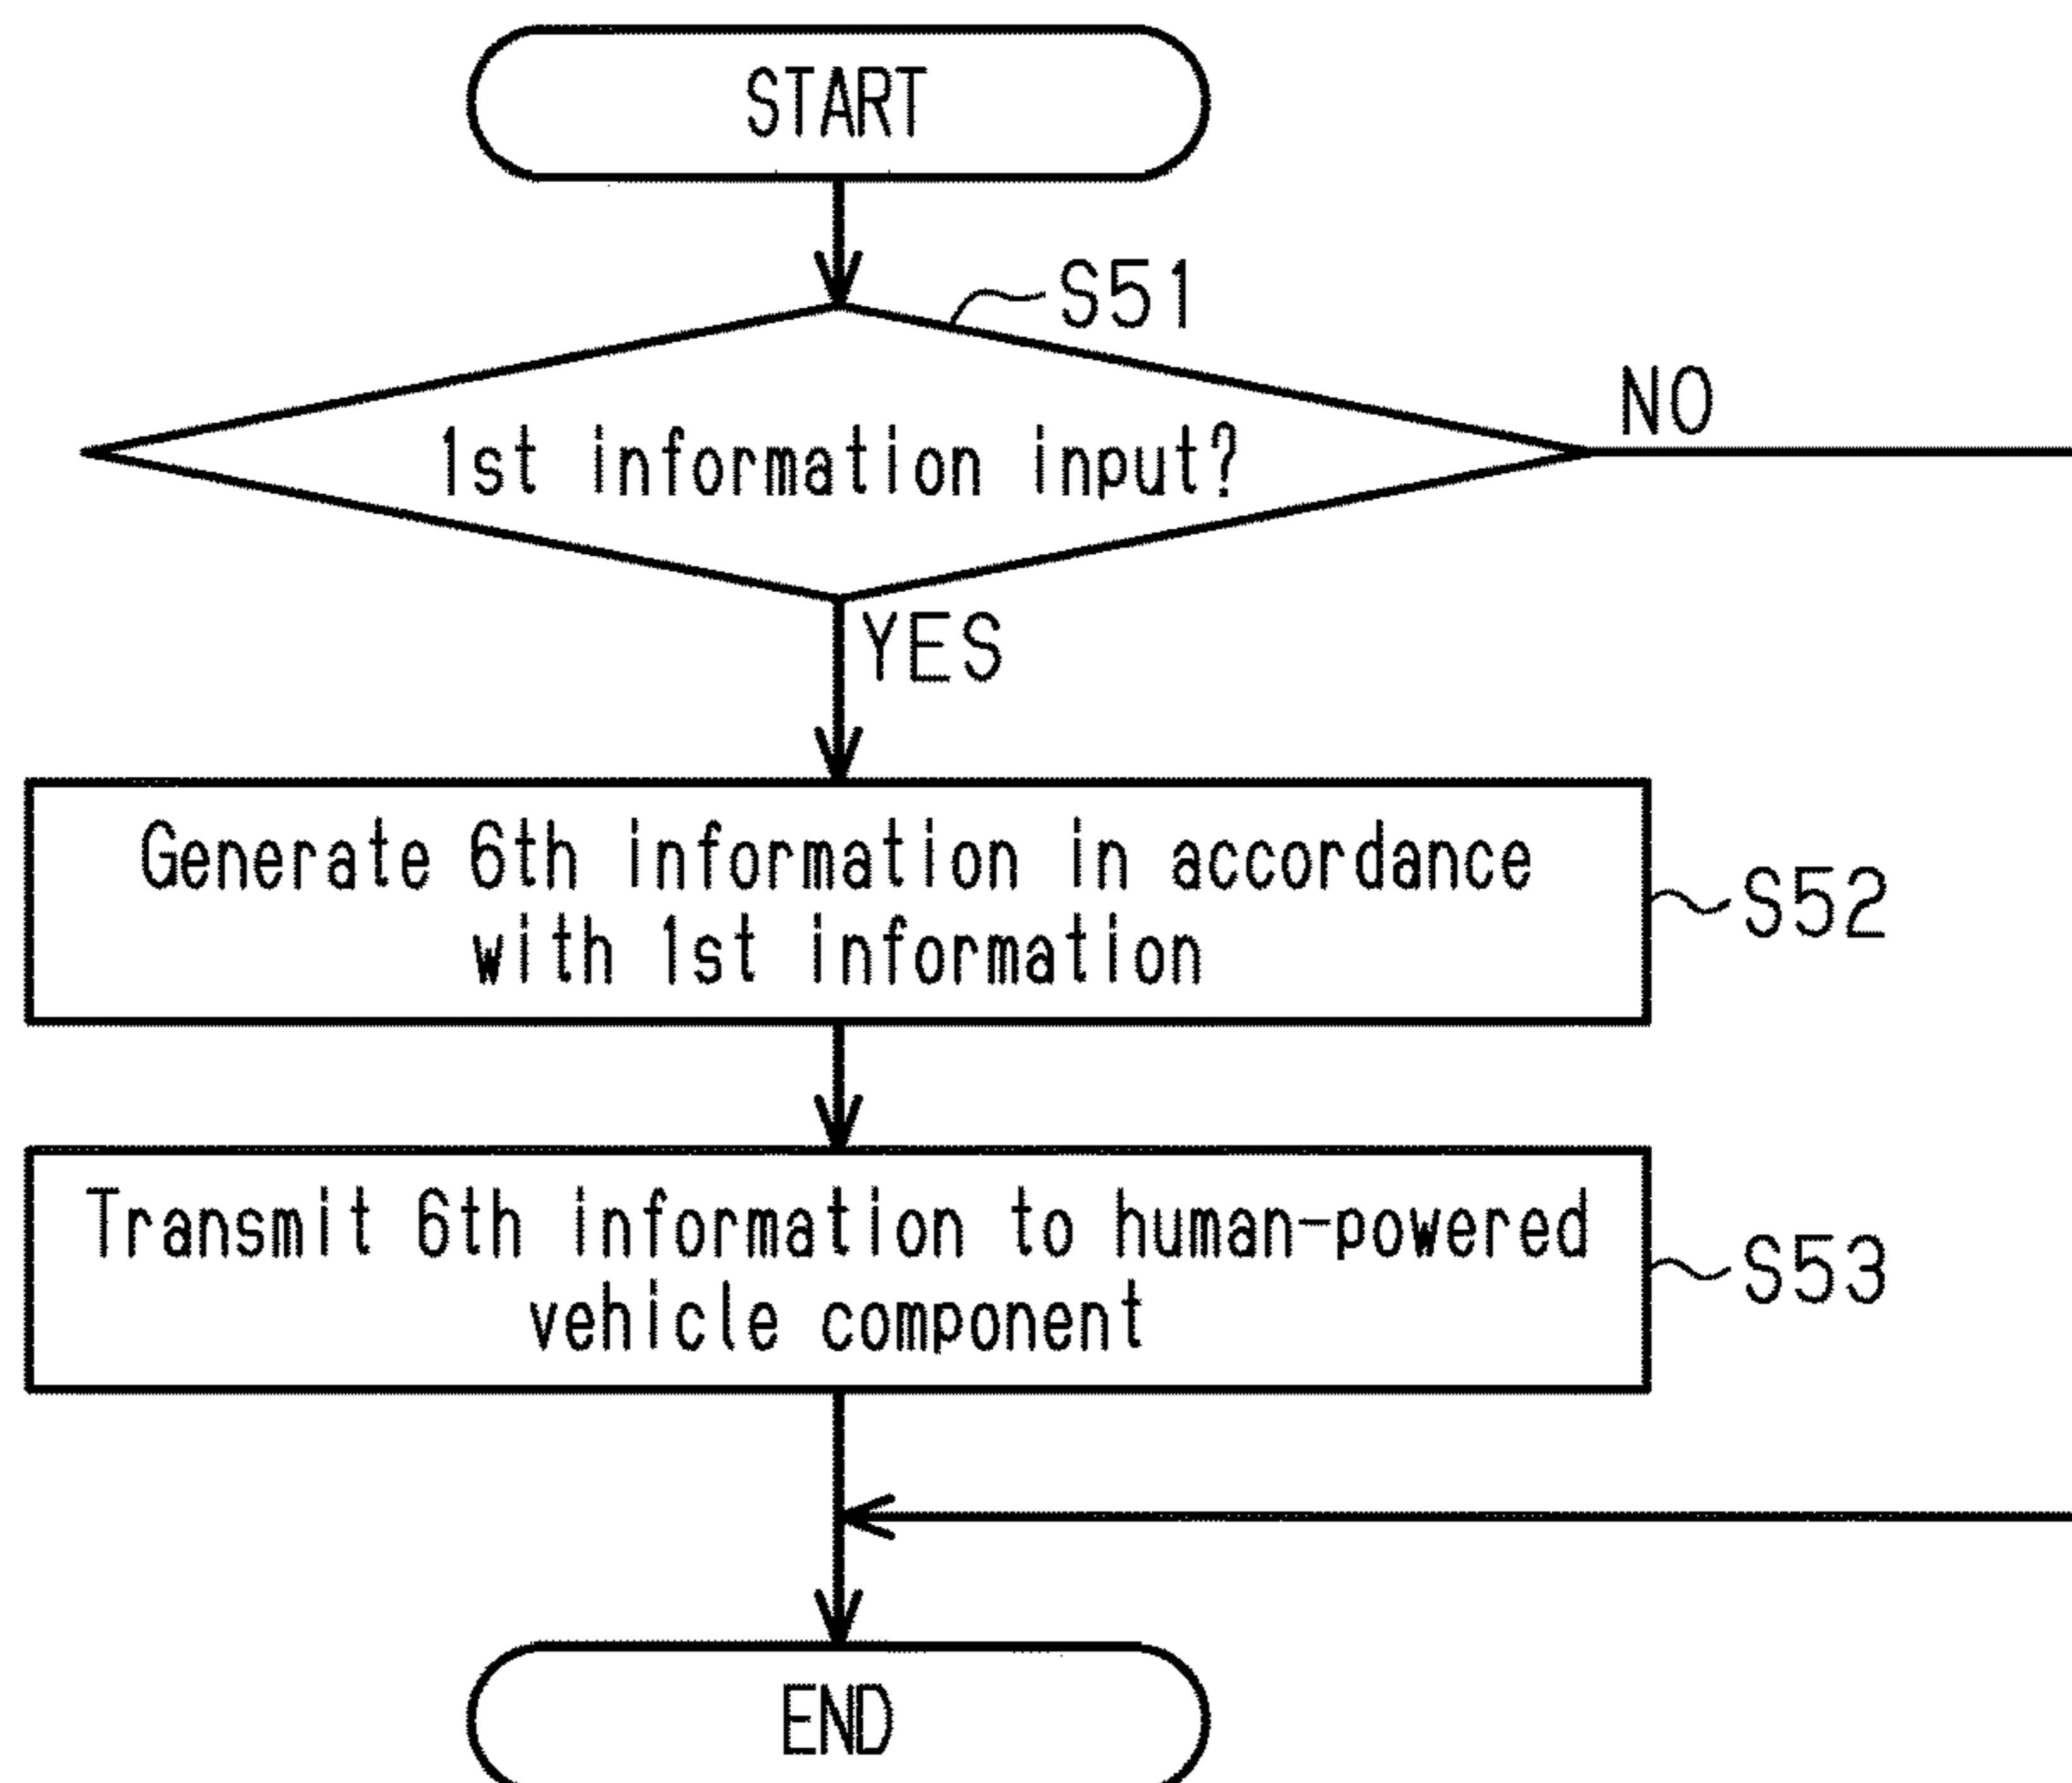 START
S51
1st information input?
NO
YES
Generate 6th information in accordance
with 1st information
S52
Transmit 6th information to human-powered
vehicle component
S53
END